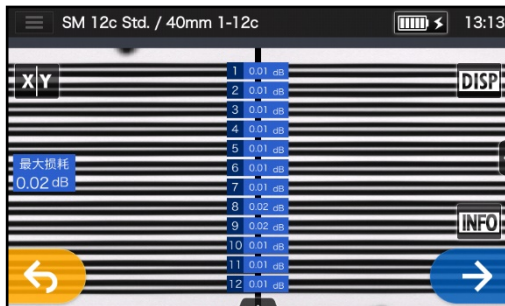 SM 12c Std. / 40mm 1-12c
13:13
X Y
DISP
1 0.01 dB
2 0.01 dB
3 0.01 dB
4 0.01 dB
5 0.01 dB
6 0.01 dB
7 0.01 dB
8 0.02 dB
9 0.02 dB
10 0.01 dB
11 0.01 dB
12 0.01 dB
最大损耗
0.02 dB
INFO